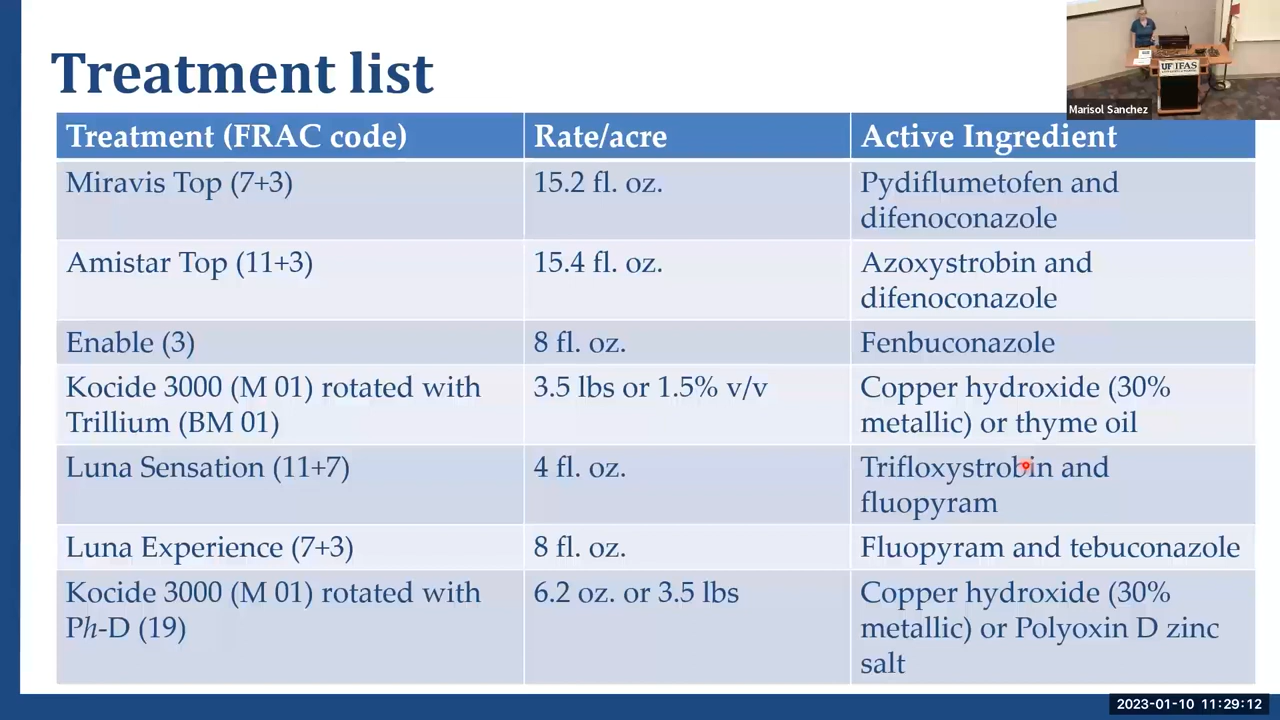 Treatment list
Marisol Sanchez
UF IFAS
Treatment (FRAC code) Rate/acre Active Ingredient
Miravis Top (7+3) 15.2 fl. oz. Pydiflumetofen and
difenoconazole
Amistar Top (11+3) 15.4 fl. oz. Azoxystrobin and
difenoconazole
Enable (3) 8 fl. oz. Fenbuconazole
Kocide 3000 (M 01) rotated with 3.5 lbs or 1.5% v/v Copper hydroxide (30%
Trillium (BM 01) metallic) or thyme oil
Luna Sensation (11+7) 4 fl. oz. Trifloxystrobin and
fluopyram
Luna Experience (7+3) 8 fl. oz. Fluopyram and tebuconazole
Kocide 3000 (M 01) rotated with 6.2 oz. or 3.5 lbs Copper hydroxide (30%
Ph-D (19) metallic) or Polyoxin D zinc
salt
2023-01-10 11:29:12